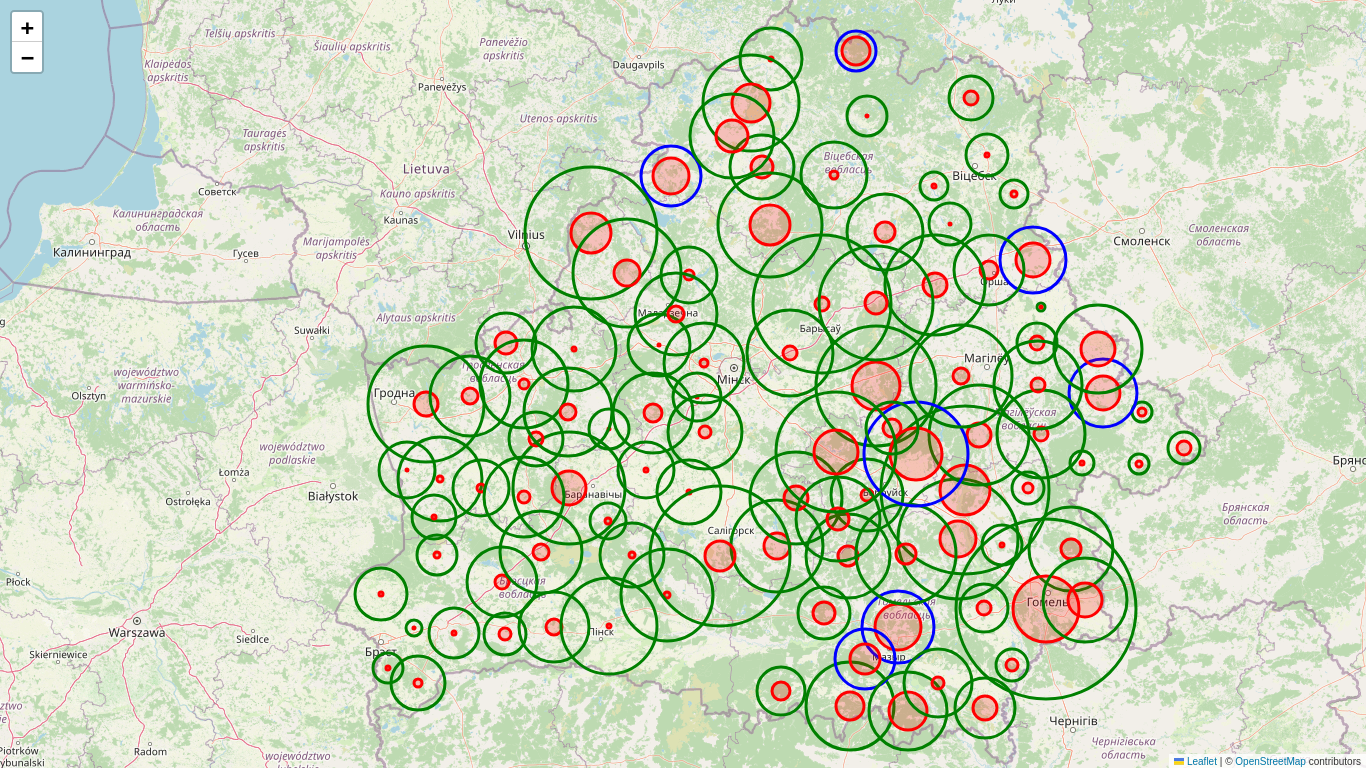 +
−
Луки
Telšių apskritis
Šiaulių apskritis
Panevėžio
apskritis
Klaipėdos
apskritis
Daugavpils
Panevėžys
Utenos apskritis
Tauragės
apskritis
Lietuva
Віцебская
вобласць
Віцебск
Советск
Kauno apskritis
Калининградская
область
Kaunas
Vilnius
Marijampolės
apskritis
Смоленск
Смоленская
область
Калининград
Гусев
Орша
Alytaus apskritis
Маладзечна
Suwałki
Барысаў
Магілёў
Гродзенская
вобласць
Мінск
województwo
warmińsko-
mazurskie
Гродна
Olsztyn
Магілёўская
вобласць
województwo
podlaskie
Łomża
Брянс
Białystok
Баранавічы
Бабруйск
Ostrołęka
Брянская
область
Салігорск
Płock
Брэсцкая
вобласць
Гомельская
вобласць
Гомель
Warszawa
Siedlce
Пінск
Skierniewice
Брэст
Мазыр
Чернігів
Чернігівська
область
Piotrków
rybunalski
Radom
województwo
Leaflet | © OpenStreetMap contributors